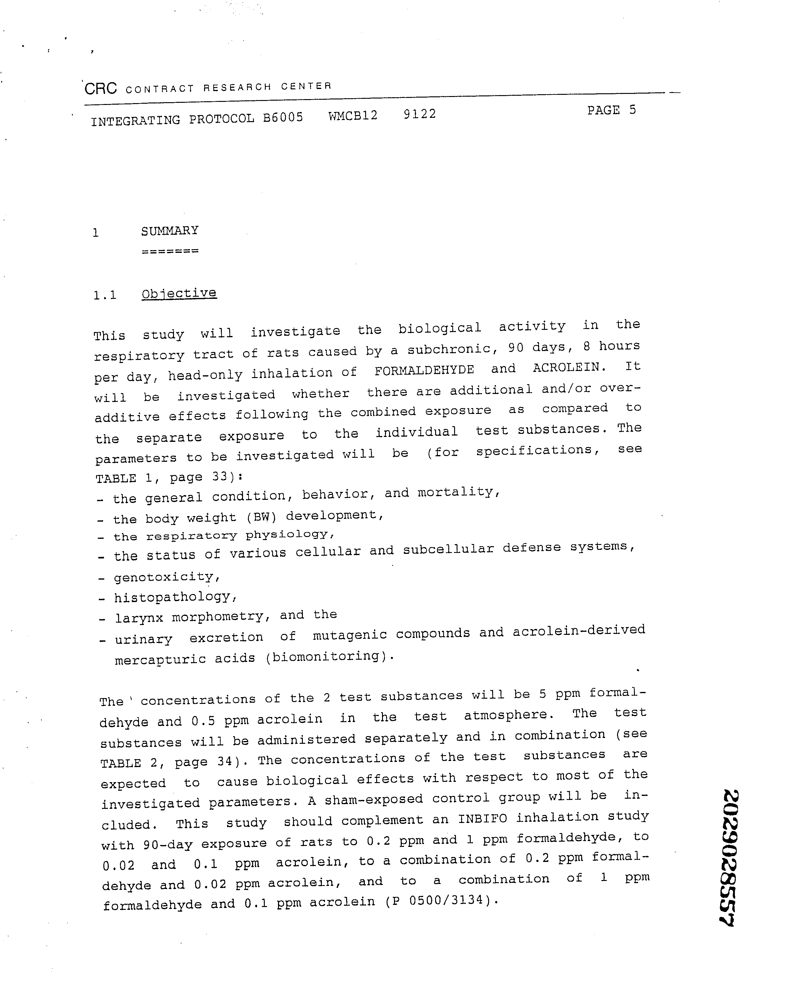 CRC CONTRACT RESEARCH CENTER
INTEGRATING PROTOCOL B6005 WMCB12 9122 PAGE 5
1 SUMMARY
=======
1.1 Objective
This study will investigate the biological activity in the
respiratory tract of rats caused by a subchronic, 90 days, 8 hours
per day, head-only inhalation of FORMALDEHYDE and ACROLEIN. It
will be investigated whether there are additional and/or over-
additive effects following the combined exposure as compared to
the separate exposure to the individual test substances. The
parameters to be investigated will be (for specifications, see
TABLE 1, page 33):
- the general condition, behavior, and mortality,
- the body weight (BW) development,
- the respiratory physiology,
- the status of various cellular and subcellular defense systems,
- genotoxicity,
- histopathology,
- larynx morphometry, and the
- urinary excretion of mutagenic compounds and acrolein-derived
mercapturic acids (biomonitoring).
The concentrations of the 2 test substances will be 5 ppm formal-
dehyde and 0.5 ppm acrolein in the test atmosphere. The test
substances will be administered separately and in combination (see
TABLE 2, page 34). The concentrations of the test substances are
expected to cause biological effects with respect to most of the
investigated parameters. A sham-exposed control group will be in-
cluded. This study should complement an INBIFO inhalation study
with 90-day exposure of rats to 0.2 ppm and 1 ppm formaldehyde, to
0.02 and 0.1 ppm acrolein, to a combination of 0.2 ppm formal-
dehyde and 0.02 ppm acrolein, and to a combination of 1 ppm
formaldehyde and 0.1 ppm acrolein (P 0500/3134).
2029028557